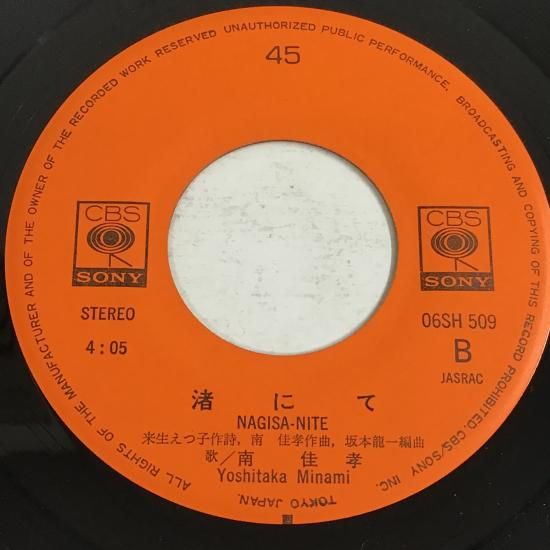 ALL RIGHTS OF THE MANUFACTURER AND OF THE OWNER OF THE RECORDED WORK RESERVED UNAUTHORIZED PUBLIC PERFORMANCE, BROADCASTING AND COPYING OF THIS RECORD PROHIBITED. CBS/SONY INC. TOKYO JAPAN.
45
CBS
SONY
CBS
SONY
STEREO
4:05
06SH 509
B
JASRAC
渚にて
NAGISA-NITE
来生えつ子作詩, 南 佳孝作曲, 坂本龍一編曲
歌/南 佳 孝
Yoshitaka Minami